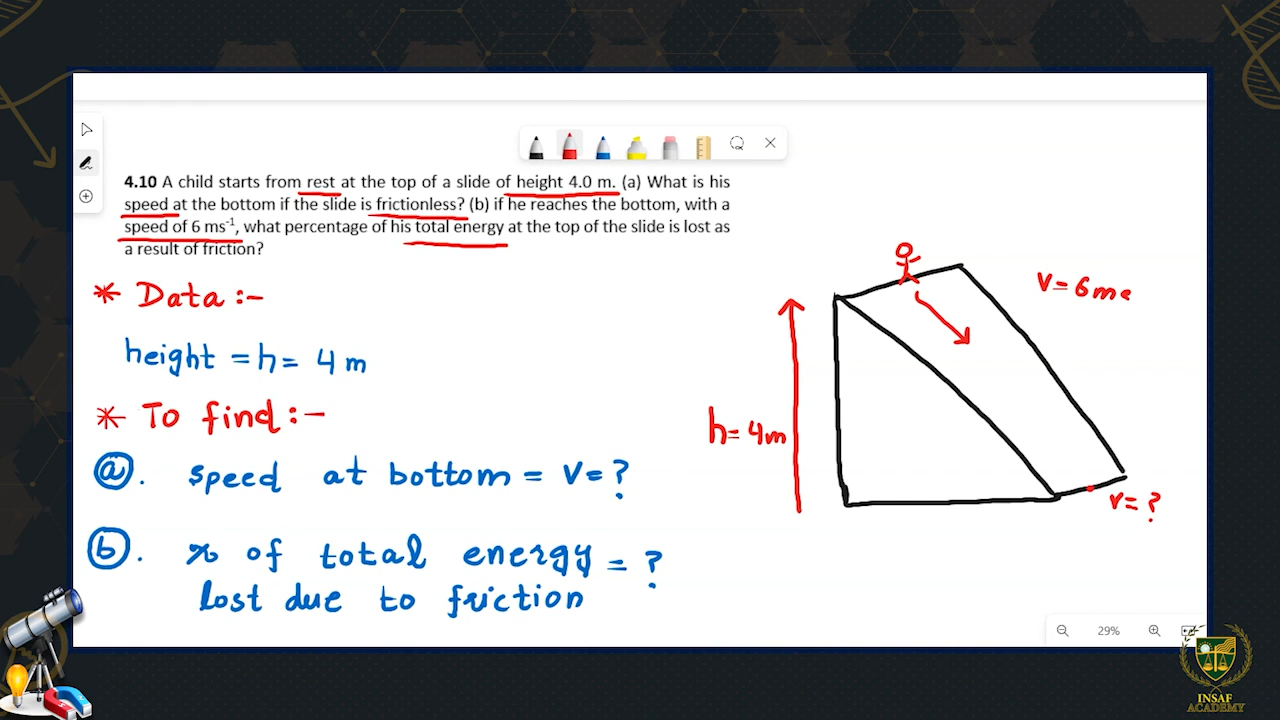 4.10 A child starts from rest at the top of a slide of height 4.0 m. (a) What is his
speed at the bottom if the slide is frictionless? (b) if he reaches the bottom, with a
speed of 6 ms⁻¹, what percentage of his total energy at the top of the slide is lost as
a result of friction?
* Data :-
height = h = 4 m
* To find :-
(a). speed at bottom = v = ?
(b). % of total energy = ?
lost due to friction
v = 6 ms
h = 4m
v = ?
29%
INSAF
ACADEMY